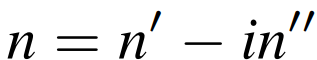 n = n′ − in″